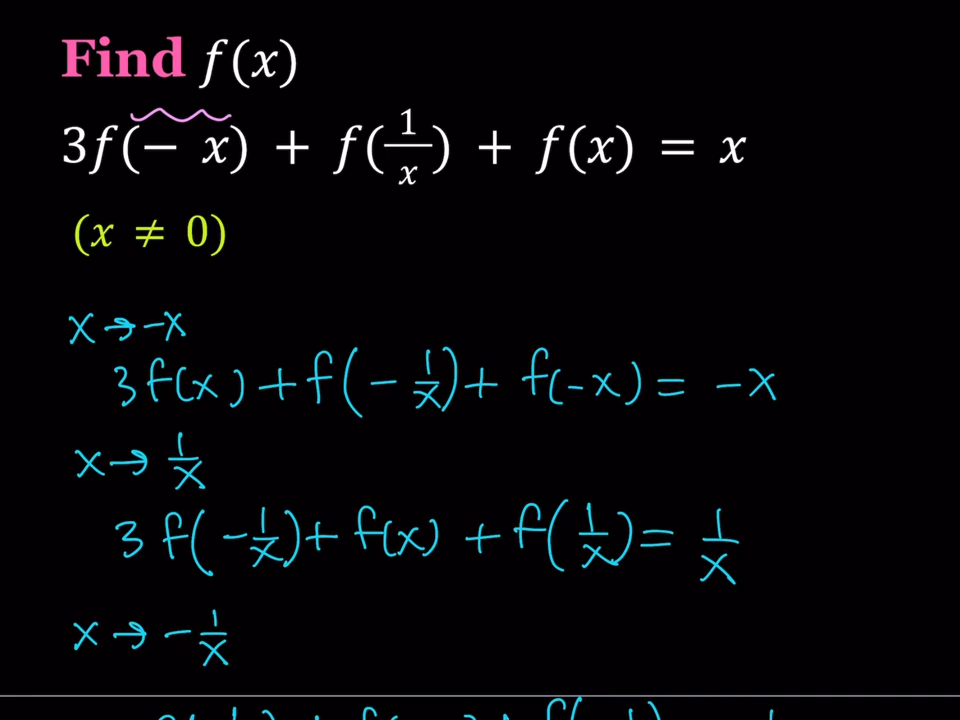 Find f(x)
3f(− x) + f(1/x) + f(x) = x
(x ≠ 0)
x → −x
3f(x) + f(−1/x) + f(−x) = −x
x → 1/x
3f(−1/x) + f(x) + f(1/x) = 1/x
x → −1/x